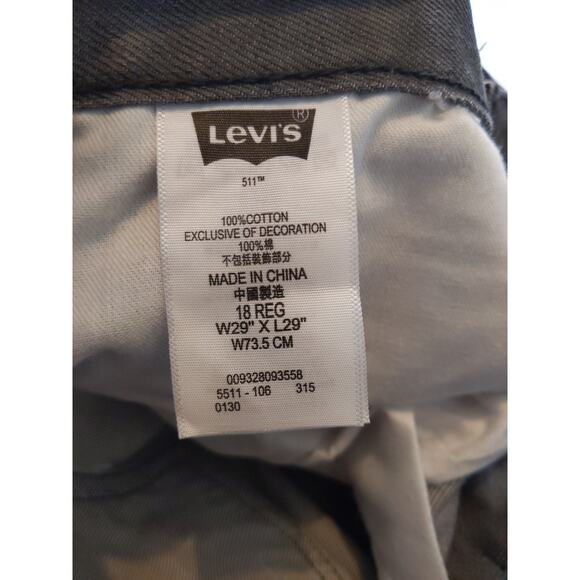 LEVI'S ®
511™
100%COTTON
EXCLUSIVE OF DECORATION
100%棉
不包括裝飾部分
MADE IN CHINA
中國製造
18 REG
W29" X L29"
W73.5 CM
009328093558
5511 - 106 315
0130